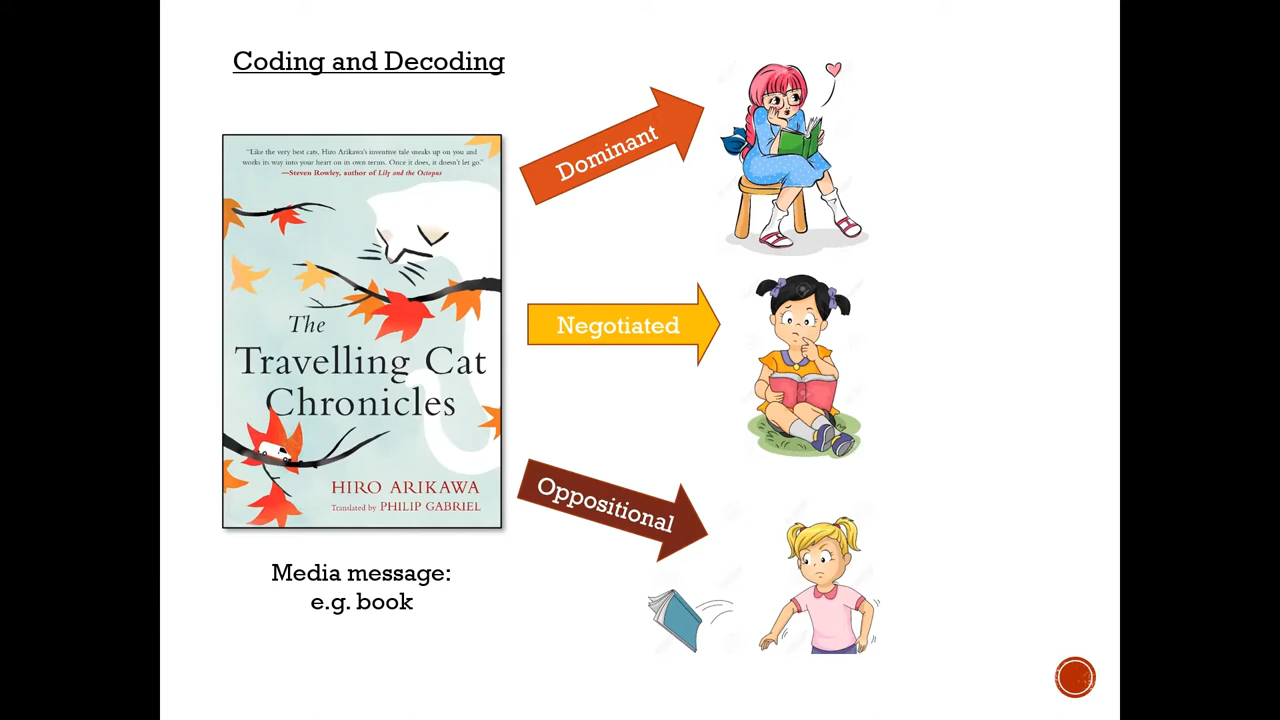 Coding and Decoding
"Like the very best cats, Hiro Arikawa's inventive tale sneaks up on you and
works its way into your heart on its own terms. Once it does, it doesn't let go."
—Steven Rowley, author of Lily and the Octopus
The
Travelling Cat
Chronicles
HIRO ARIKAWA
Translated by PHILIP GABRIEL
Media message:
e.g. book
Dominant
Negotiated
Oppositional